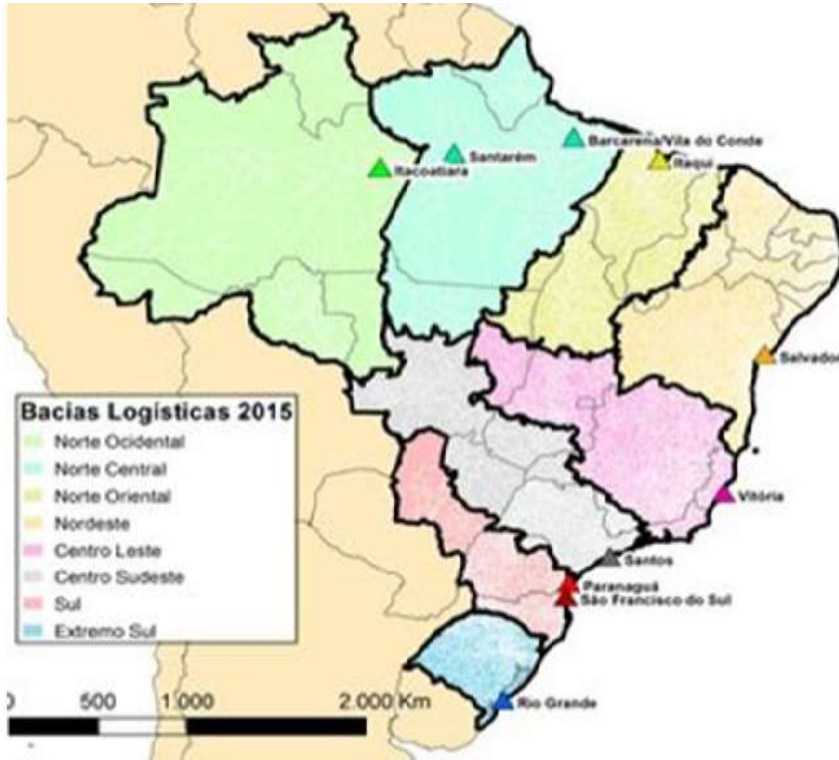 Barcarena/Vila do Conde
Santarém
Itaqui
Itacoatiara
Salvador
Bacias Logísticas 2015
Norte Ocidental
Norte Central
Norte Oriental
Nordeste
Centro Leste
Centro Sudeste
Sul
Extremo Sul
Vitória
Santos
Paranaguá
São Francisco do Sul
Rio Grande
0 500 1.000 2.000 Km